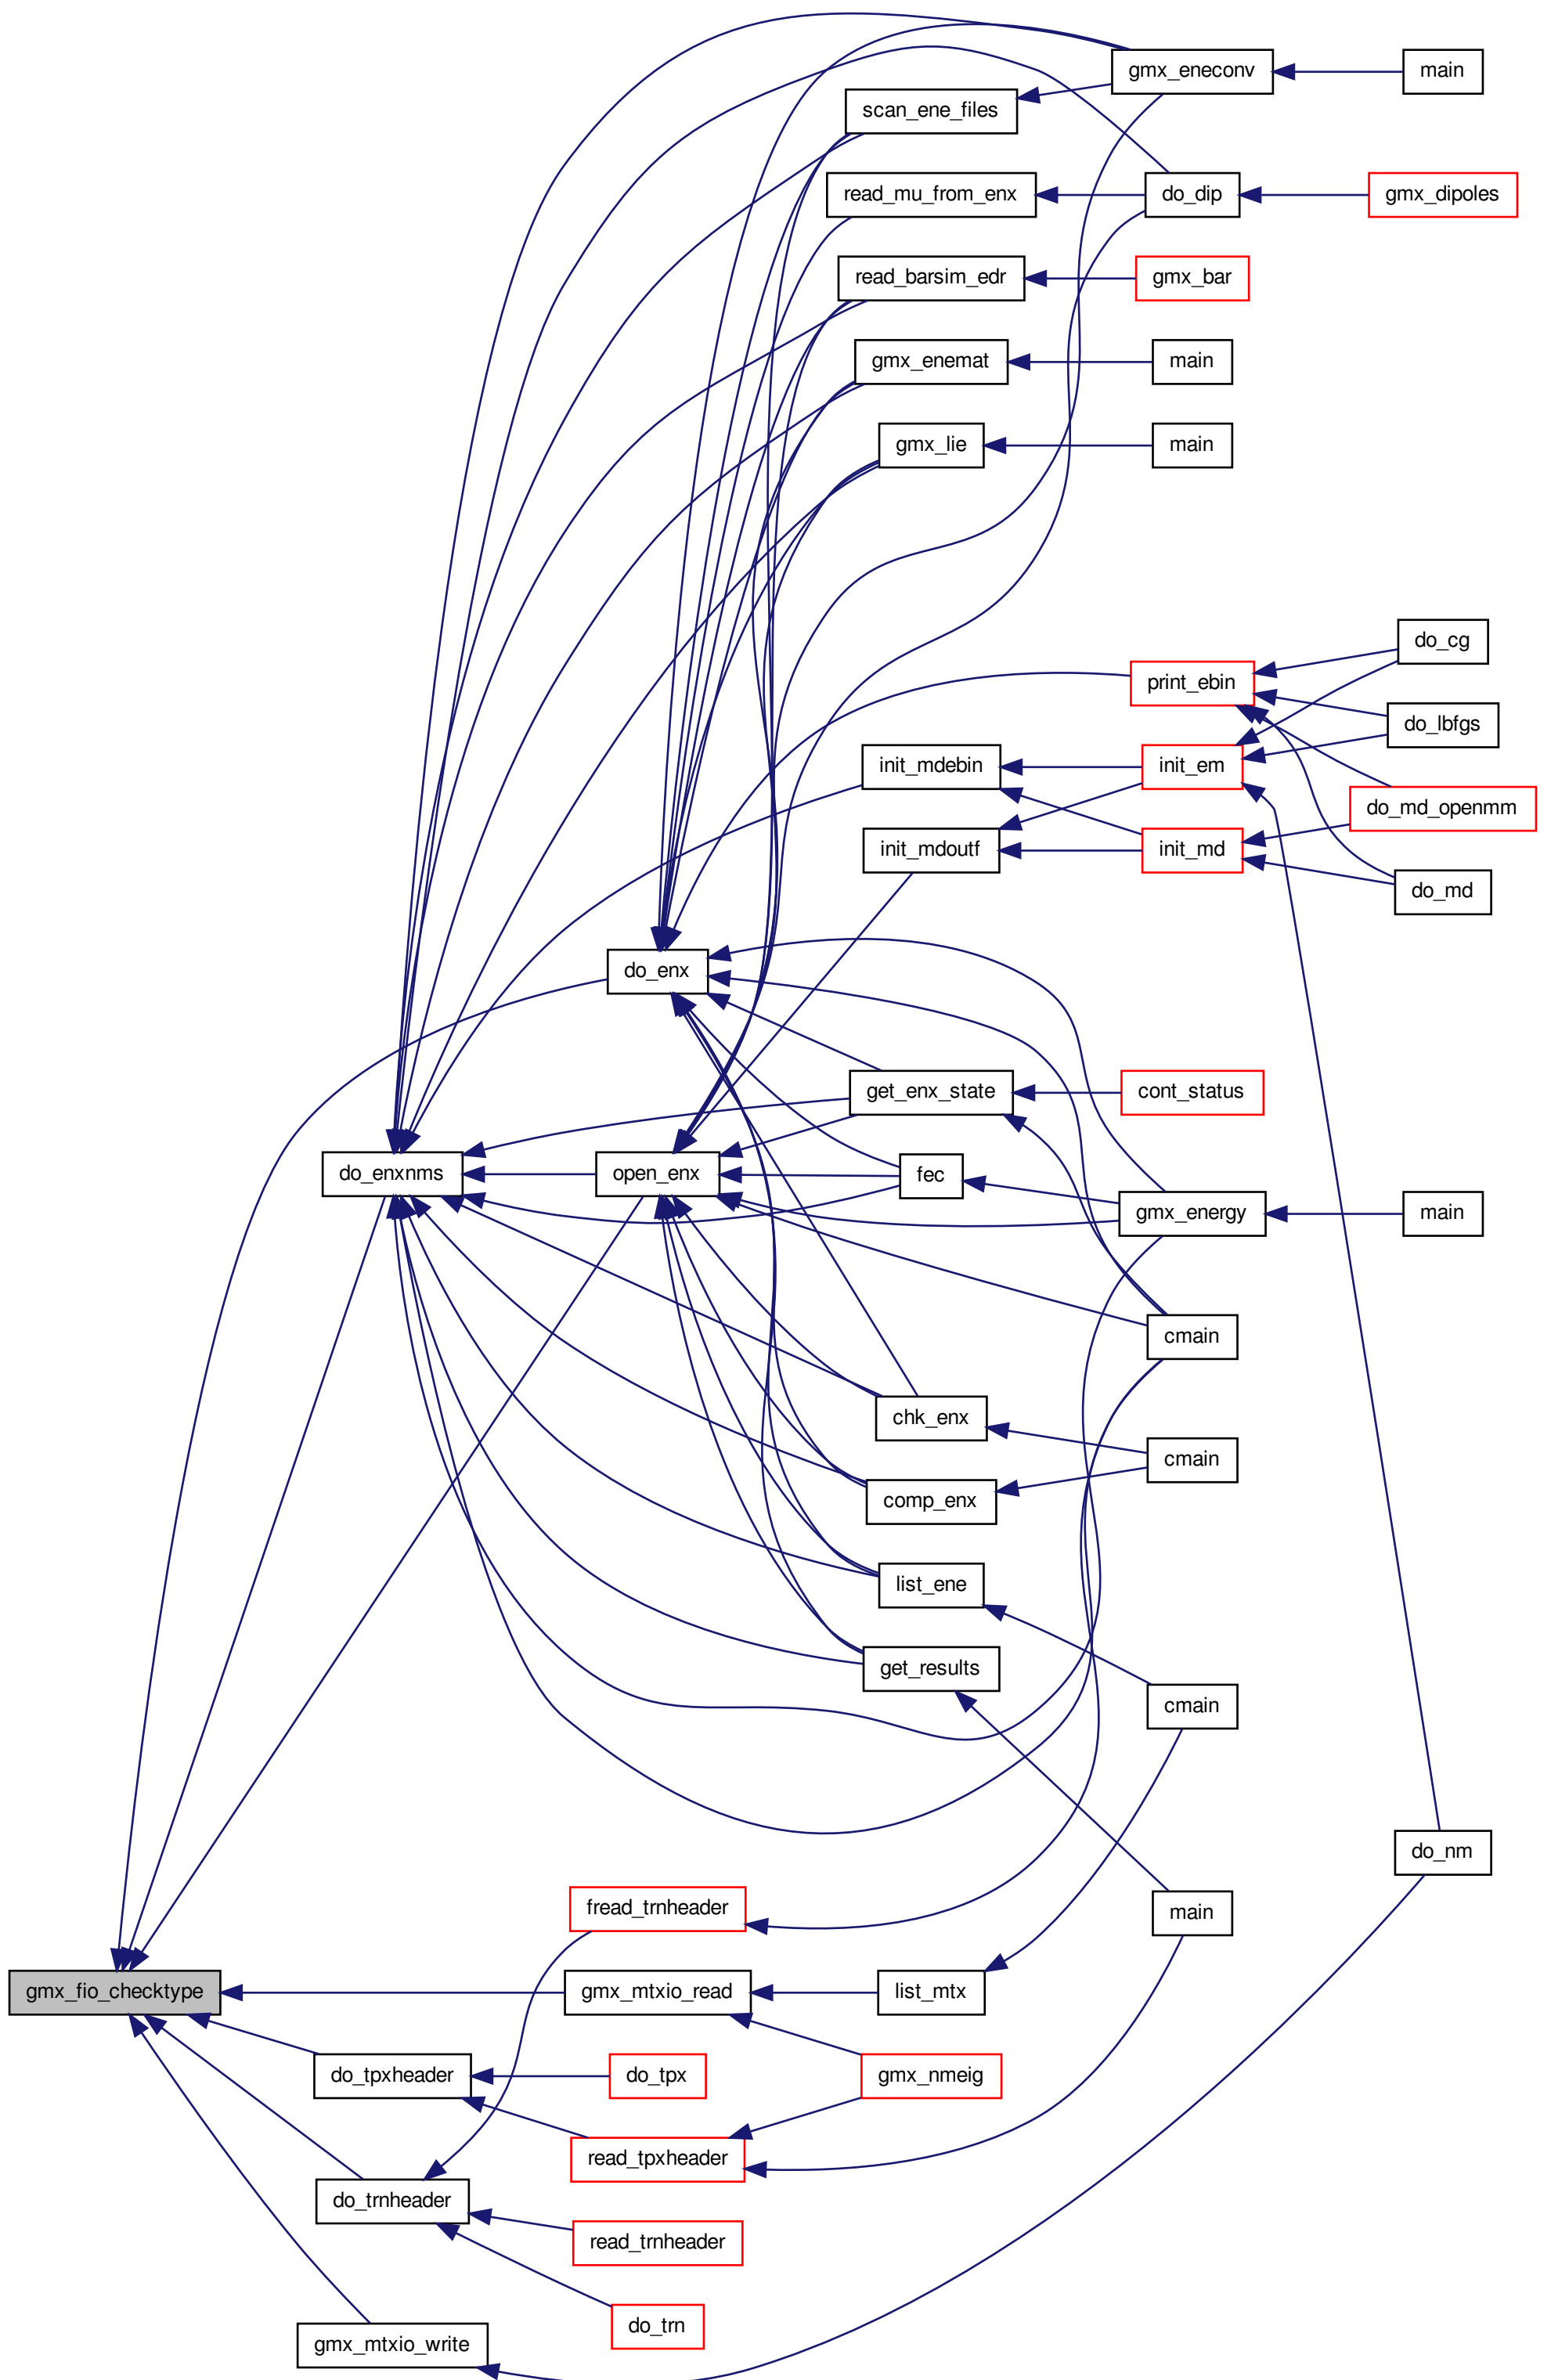 gmx_eneconv
main
scan_ene_files
read_mu_from_enx
do_dip
gmx_dipoles
read_barsim_edr
gmx_bar
gmx_enemat
main
gmx_lie
main
do_cg
print_ebin
do_lbfgs
init_mdebin
init_em
do_md_openmm
init_mdoutf
init_md
do_md
do_enx
get_enx_state
cont_status
do_enxnms
open_enx
fec
gmx_energy
main
cmain
chk_enx
cmain
comp_enx
list_ene
get_results
cmain
do_nm
fread_trnheader
main
gmx_fio_checktype
gmx_mtxio_read
list_mtx
do_tpxheader
do_tpx
gmx_nmeig
read_tpxheader
do_trnheader
read_trnheader
do_trn
gmx_mtxio_write